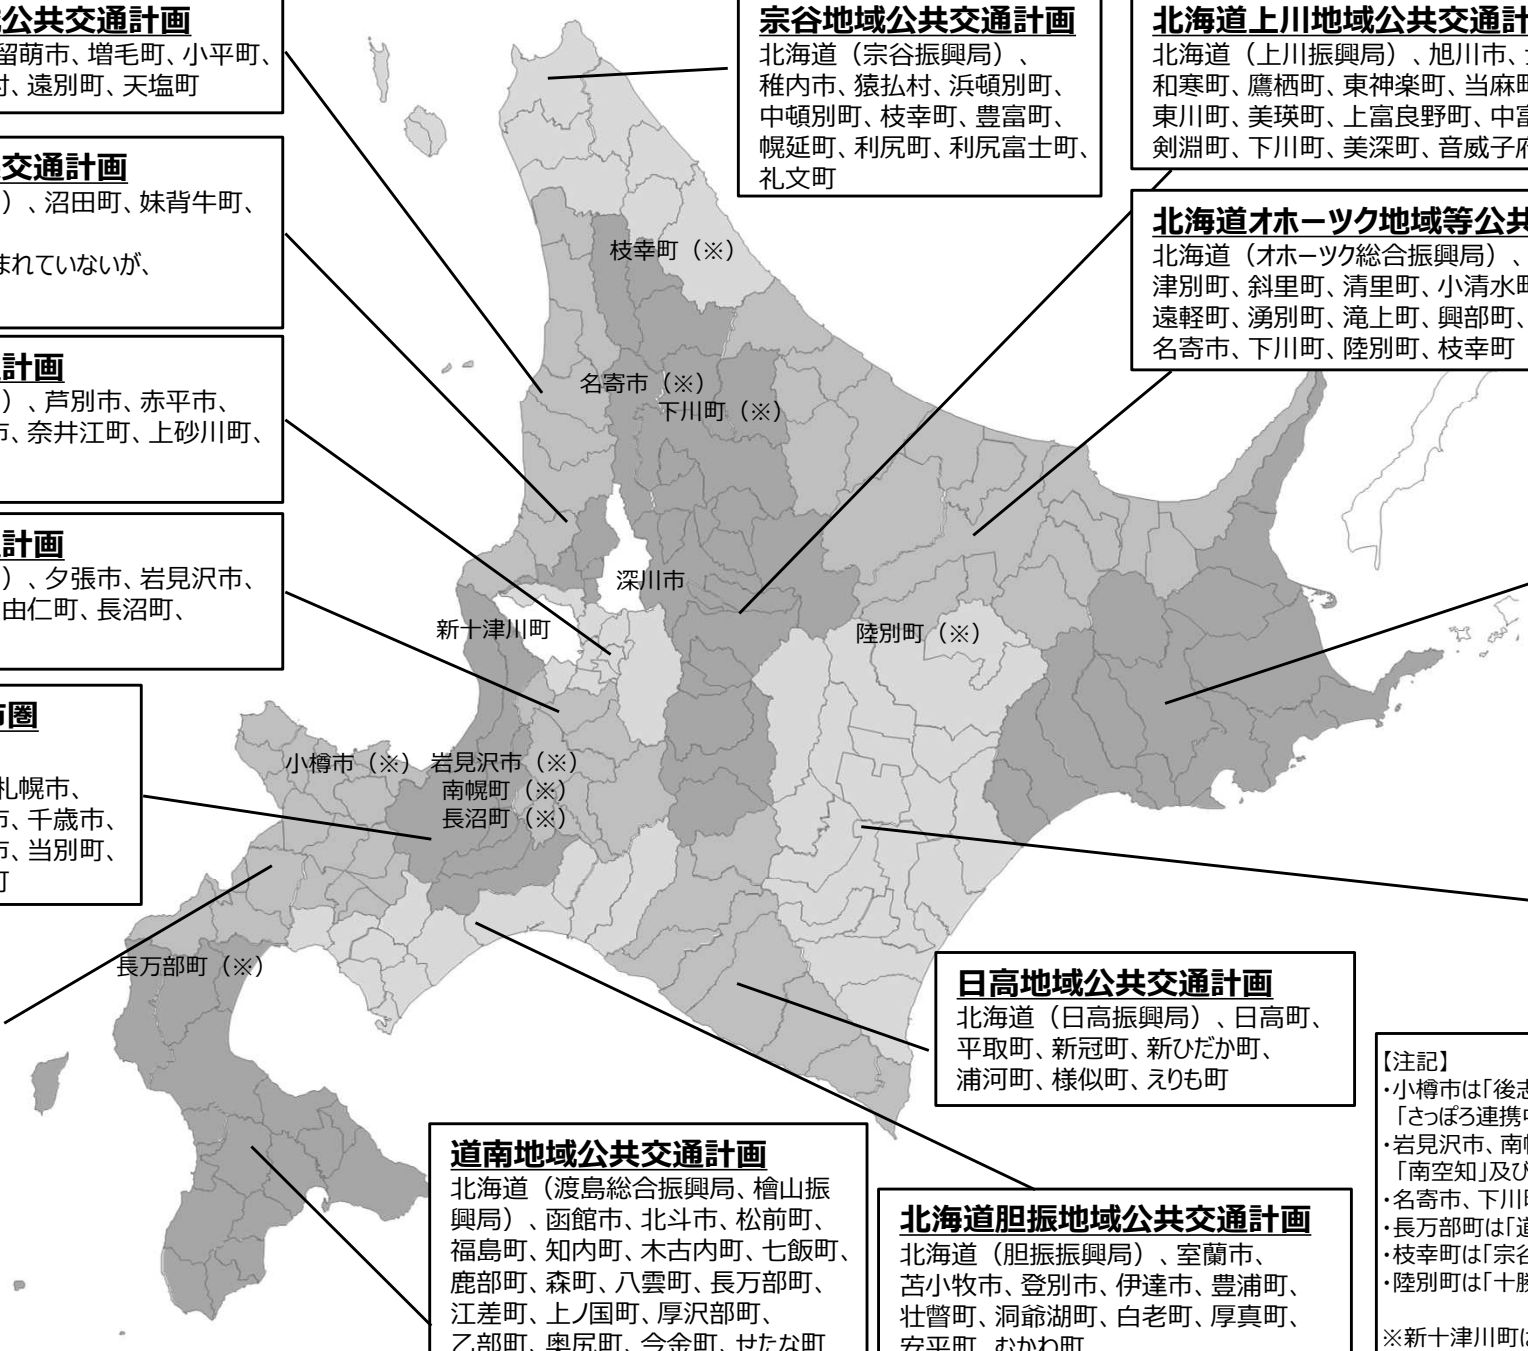 公共交通計画
留萌市、増毛町、小平町、
村、遠別町、天塩町
交通計画
）、沼田町、妹背牛町、
まれていないが、
計画
）、芦別市、赤平市、
市、奈井江町、上砂川町、
計画
）、夕張市、岩見沢市、
由仁町、長沼町、
市圏
札幌市、
市、千歳市、
市、当別町、
町
宗谷地域公共交通計画
北海道（宗谷振興局）、
稚内市、猿払村、浜頓別町、
中頓別町、枝幸町、豊富町、
幌延町、利尻町、利尻富士町、
礼文町
北海道上川地域公共交通計
北海道（上川振興局）、旭川市、
和寒町、鷹栖町、東神楽町、当麻町
東川町、美瑛町、上富良野町、中富
剣淵町、下川町、美深町、音威子府
北海道オホーツク地域等公共
北海道（オホーツク総合振興局）、
津別町、斜里町、清里町、小清水町
遠軽町、湧別町、滝上町、興部町、
名寄市、下川町、陸別町、枝幸町
枝幸町（※）
名寄市（※）
下川町（※）
深川市
新十津川町
陸別町（※）
小樽市（※）
岩見沢市（※）
南幌町（※）
長沼町（※）
長万部町（※）
日高地域公共交通計画
北海道（日高振興局）、日高町、
平取町、新冠町、新ひだか町、
浦河町、様似町、えりも町
道南地域公共交通計画
北海道（渡島総合振興局、檜山振
興局）、函館市、北斗市、松前町、
福島町、知内町、木古内町、七飯町、
鹿部町、森町、八雲町、長万部町、
江差町、上ノ国町、厚沢部町、
乙部町、奥尻町、今金町、せたな町
北海道胆振地域公共交通計画
北海道（胆振振興局）、室蘭市、
苫小牧市、登別市、伊達市、豊浦町、
壮瞥町、洞爺湖町、白老町、厚真町、
安平町、むかわ町
【注記】
・小樽市は「後志
「さっぽろ連携中
・岩見沢市、南幌
「南空知」及び
・名寄市、下川町
・長万部町は「道
・枝幸町は「宗谷
・陸別町は「十勝
※新十津川町は